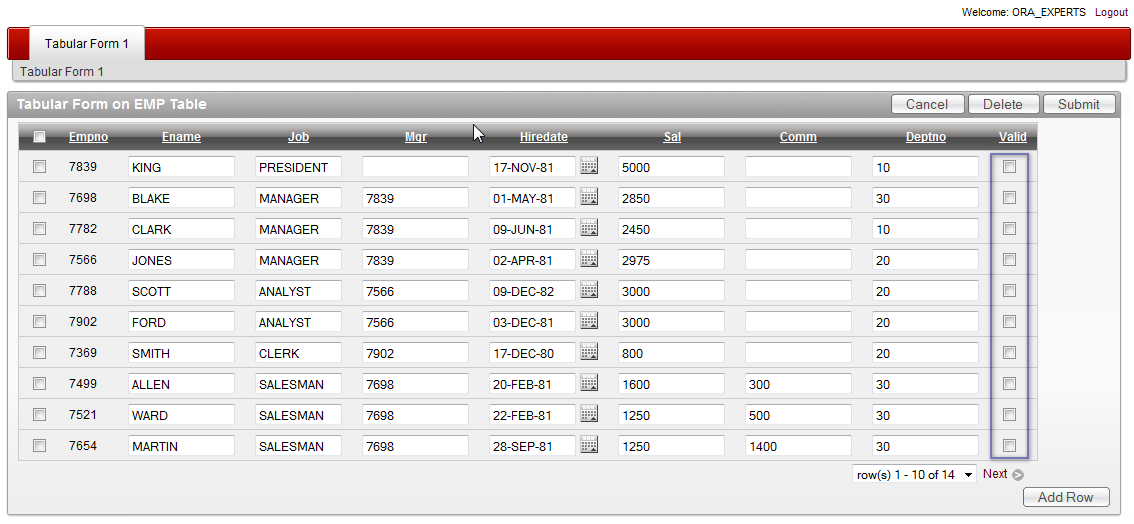 Welcome: ORA_EXPERTS Logout
Tabular Form 1
Tabular Form 1
Tabular Form on EMP Table Cancel Delete Submit
Empno Ename Job Mgr Hiredate Sal Comm Deptno Valid
7839 KING PRESIDENT 17-NOV-81 5000 10
7698 BLAKE MANAGER 7839 01-MAY-81 2850 30
7782 CLARK MANAGER 7839 09-JUN-81 2450 10
7566 JONES MANAGER 7839 02-APR-81 2975 20
7788 SCOTT ANALYST 7566 09-DEC-82 3000 20
7902 FORD ANALYST 7566 03-DEC-81 3000 20
7369 SMITH CLERK 7902 17-DEC-80 800 20
7499 ALLEN SALESMAN 7698 20-FEB-81 1600 300 30
7521 WARD SALESMAN 7698 22-FEB-81 1250 500 30
7654 MARTIN SALESMAN 7698 28-SEP-81 1250 1400 30
row(s) 1 - 10 of 14 Next
Add Row